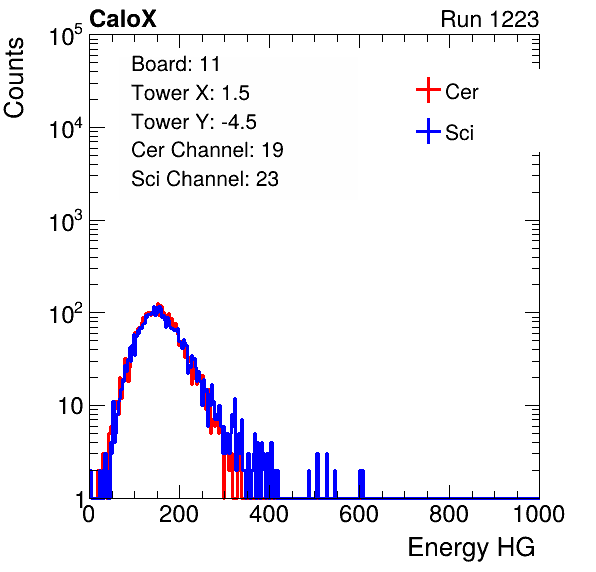 CaloX Run 1223
Counts
10^5
10^4
10^3
10^2
10
1
Board: 11
Tower X: 1.5
Tower Y: -4.5
Cer Channel: 19
Sci Channel: 23
Cer
Sci
0 200 400 600 800 1000
Energy HG